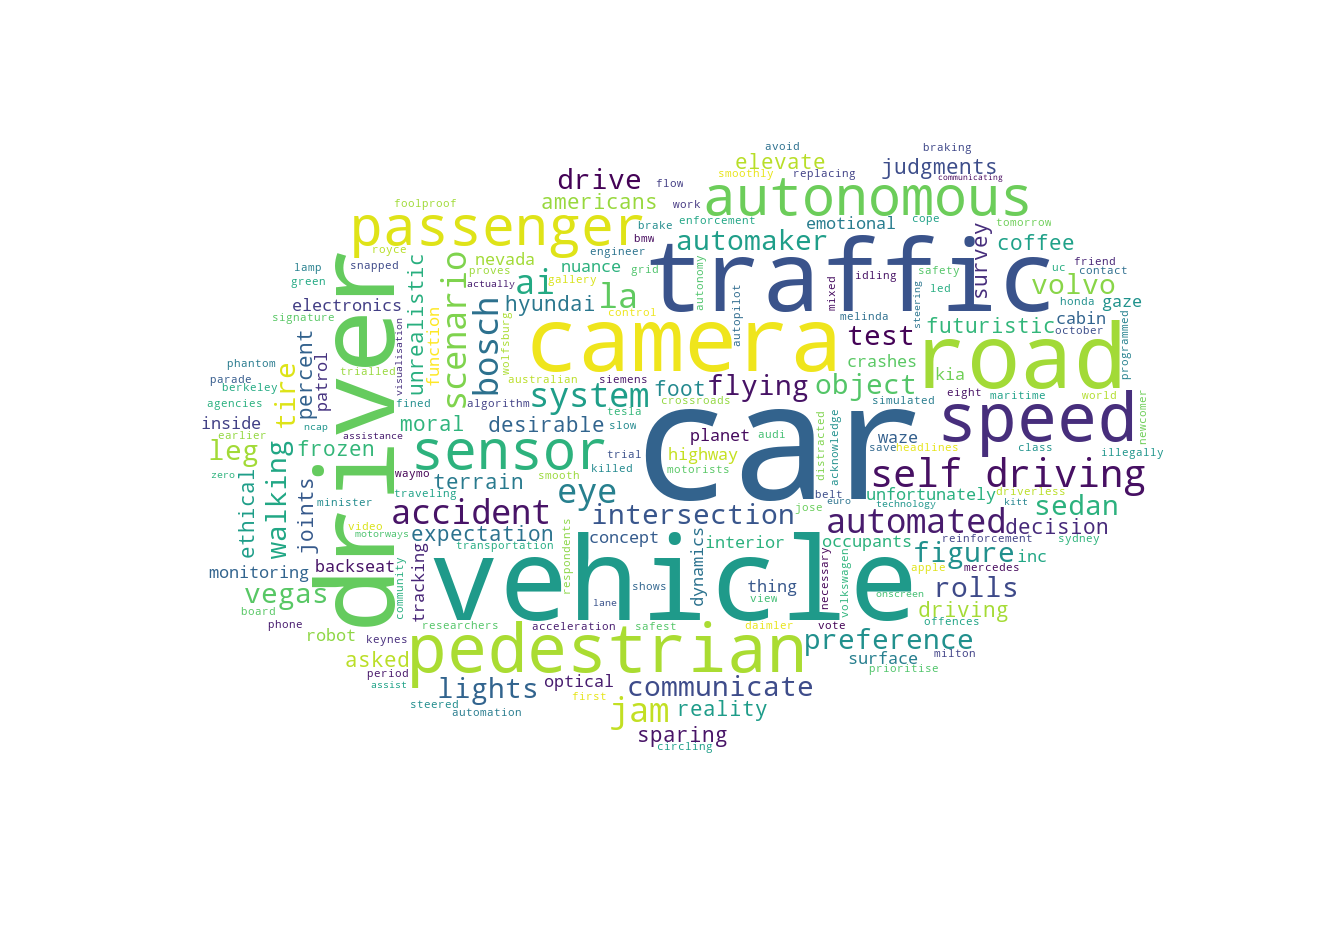 avoid
braking
elevate
judgments
smoothly
replacing
communicating
drive
flow
autonomous
foolproof
americans
work
passenger
enforcement
emotional
cope
tomorrow
royce
brake
bmw
automaker
survey
coffee
engineer
traffic
lamp
snapped
nevada
nuance
grid
safety
uc
friend
green
unrealistic
scenario
proves
actually
ai
gallery
la
autonomy
mixed
idling
steering
led
volvo
contact
electronics
hyundai
honda
gaze
signature
driver
function
bosch
wolfsburg
control
camera
autopilot
melinda
cabin
october
programmed
percent
patrol
visualisation
test
futuristic
road
phantom
trialled
crashes
kia
parade
tire
australian
siemens
foot
flying
object
eight
berkeley
fined
algorithm
system
crossroads
simulated
maritime
world
agencies
tesla
car
speed
newcomer
inside
ncap
moral
desirable
slow
planet
audi
distracted
acknowledge
waze
earlier
assistance
sensor
trial
highway
save
headlines
class
illegally
leg
walking
frozen
killed
motorists
self driving
zero
ethical
joints
waymo
terrain
smooth
eye
belt
unfortunately
driverless
traveling
euro
technology
kitt
sedan
minister
accident
intersection
jose
automated
decision
video
motorways
expectation
concept
dynamics
interior
occupants
reinforcement
sydney
transportation
respondents
figure
inc
backseat
tracking
monitoring
vehicle
thing
necessary
volkswagen
apple
mercedes
vegas
community
shows
view
onscreen
rolls
board
lane
driving
phone
researchers
acceleration
safest
daimler
vote
offences
robot
keynes
pedestrian
preference
asked
surface
milton
period
prioritise
assist
lights
optical
communicate
steered
first
automation
jam
reality
sparing
circling